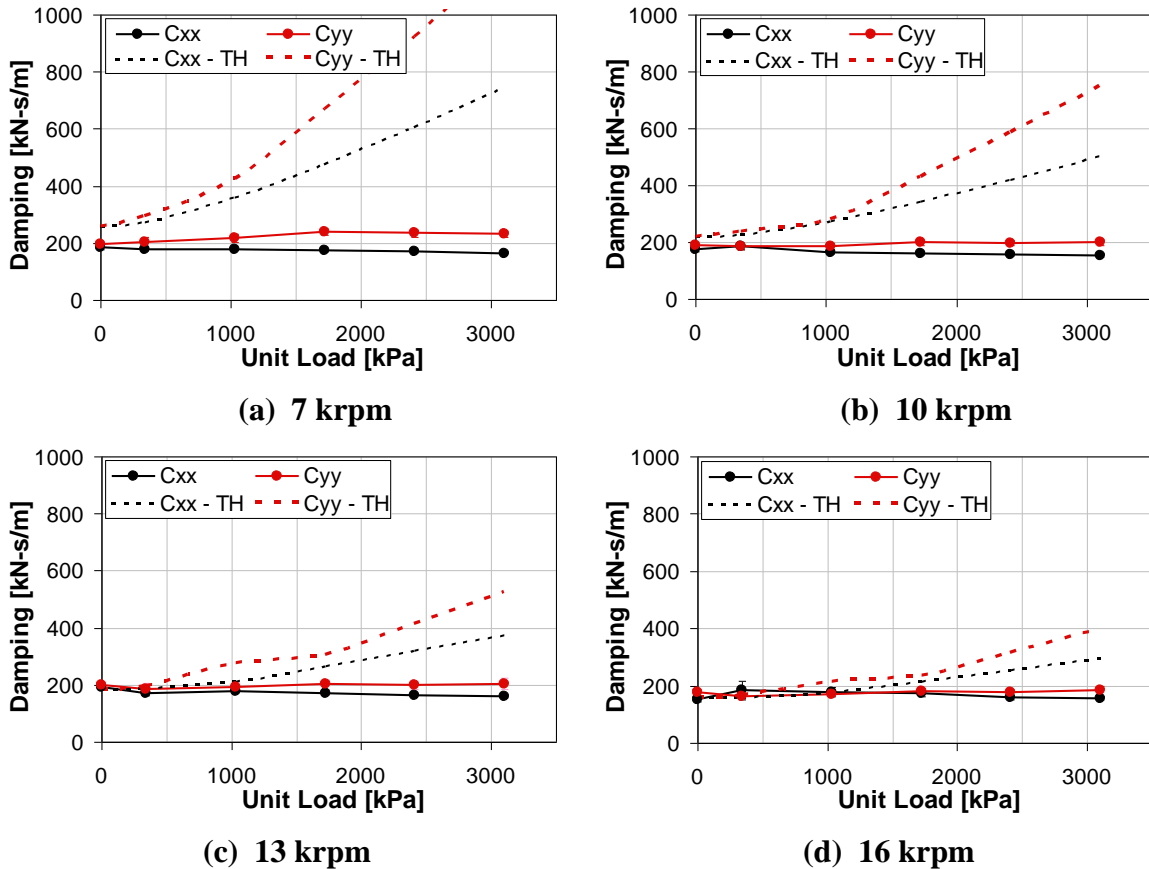 1000
800
600
400
200
0
Damping [kN-s/m]
Cxx Cyy
Cxx - TH Cyy - TH
0 1000 2000 3000
Unit Load [kPa]
(a) 7 krpm
1000
800
600
400
200
0
Damping [kN-s/m]
Cxx Cyy
Cxx - TH Cyy - TH
0 1000 2000 3000
Unit Load [kPa]
(b) 10 krpm
1000
800
600
400
200
0
Damping [kN-s/m]
Cxx Cyy
Cxx - TH Cyy - TH
0 1000 2000 3000
Unit Load [kPa]
(c) 13 krpm
1000
800
600
400
200
0
Damping [kN-s/m]
Cxx Cyy
Cxx - TH Cyy - TH
0 1000 2000 3000
Unit Load [kPa]
(d) 16 krpm